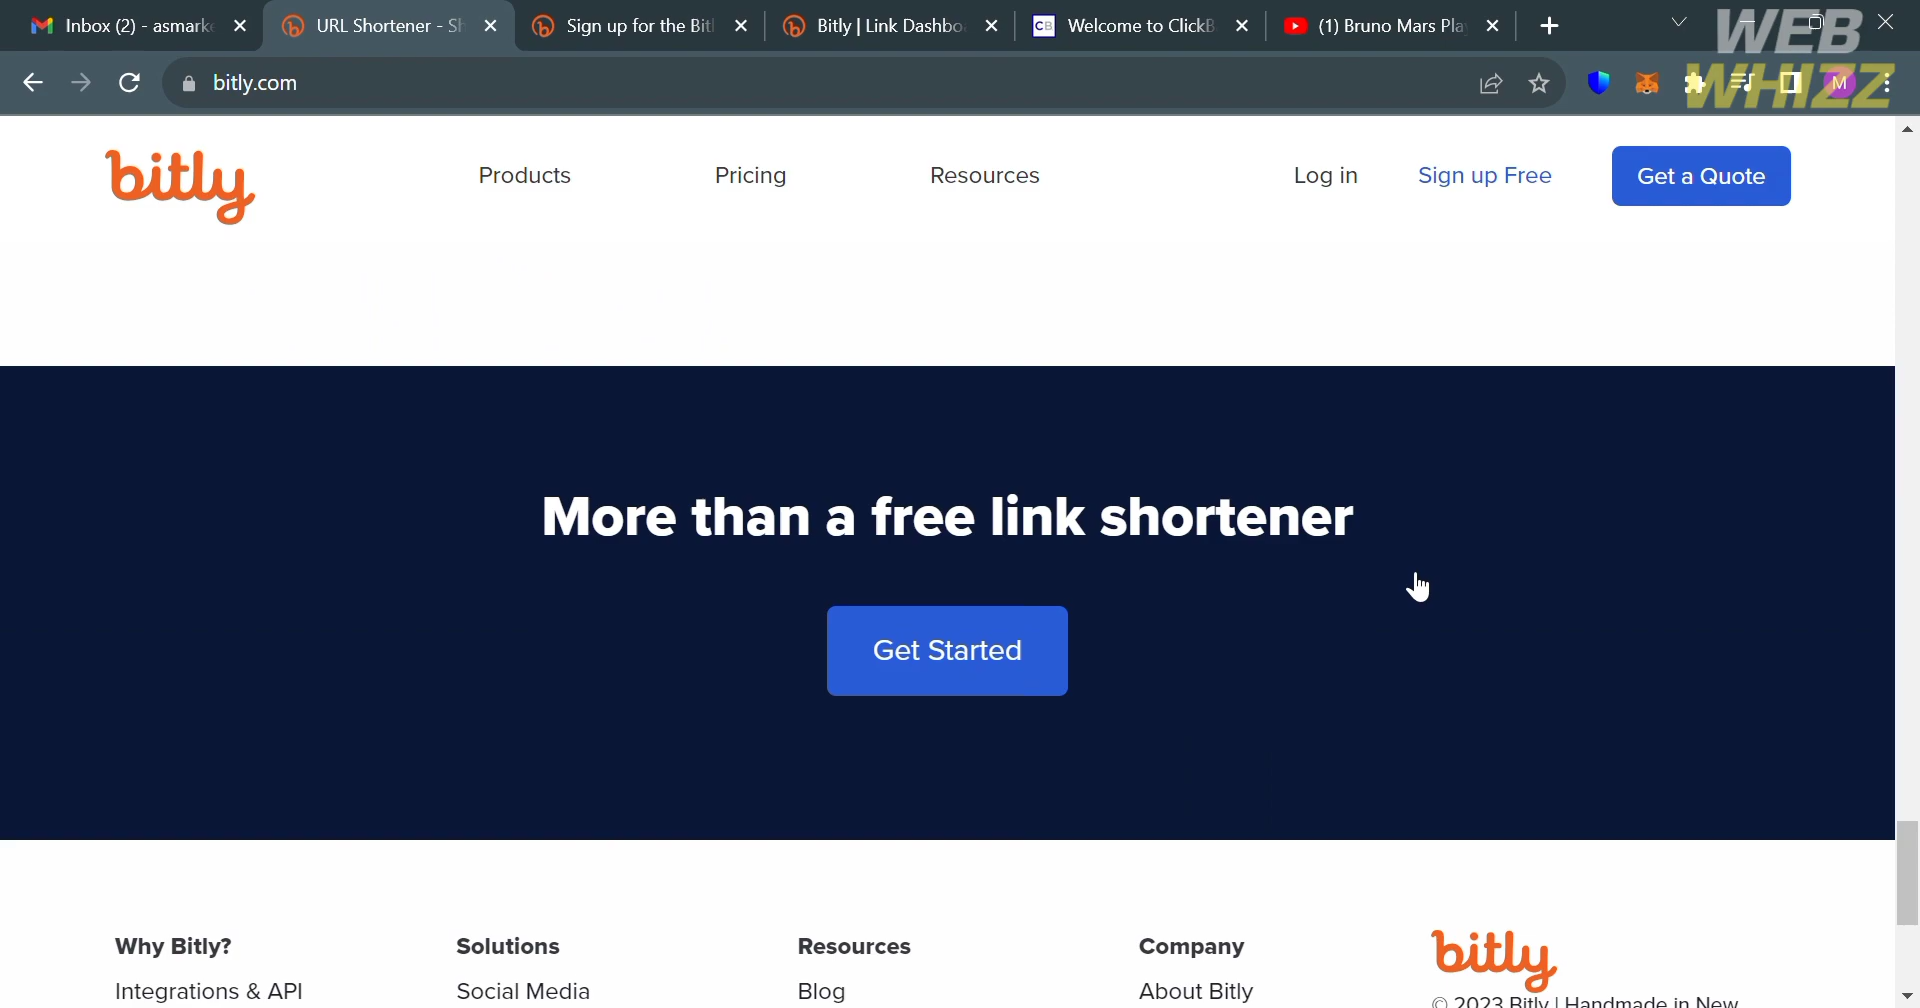 Inbox (2) - asmarke
URL Shortener - Sh
Sign up for the Bitl
Bitly | Link Dashbo
Welcome to ClickB
(1) Bruno Mars Pla
WEB
WHIZZ
bitly.com
M
CB
bitly
Products
Pricing
Resources
Log in
Sign up Free
Get a Quote
More than a free link shortener
Get Started
Why Bitly?
Solutions
Resources
Company
bitly
Integrations & API
Social Media
Blog
About Bitly
© 2023 Bitly | Handmade in New